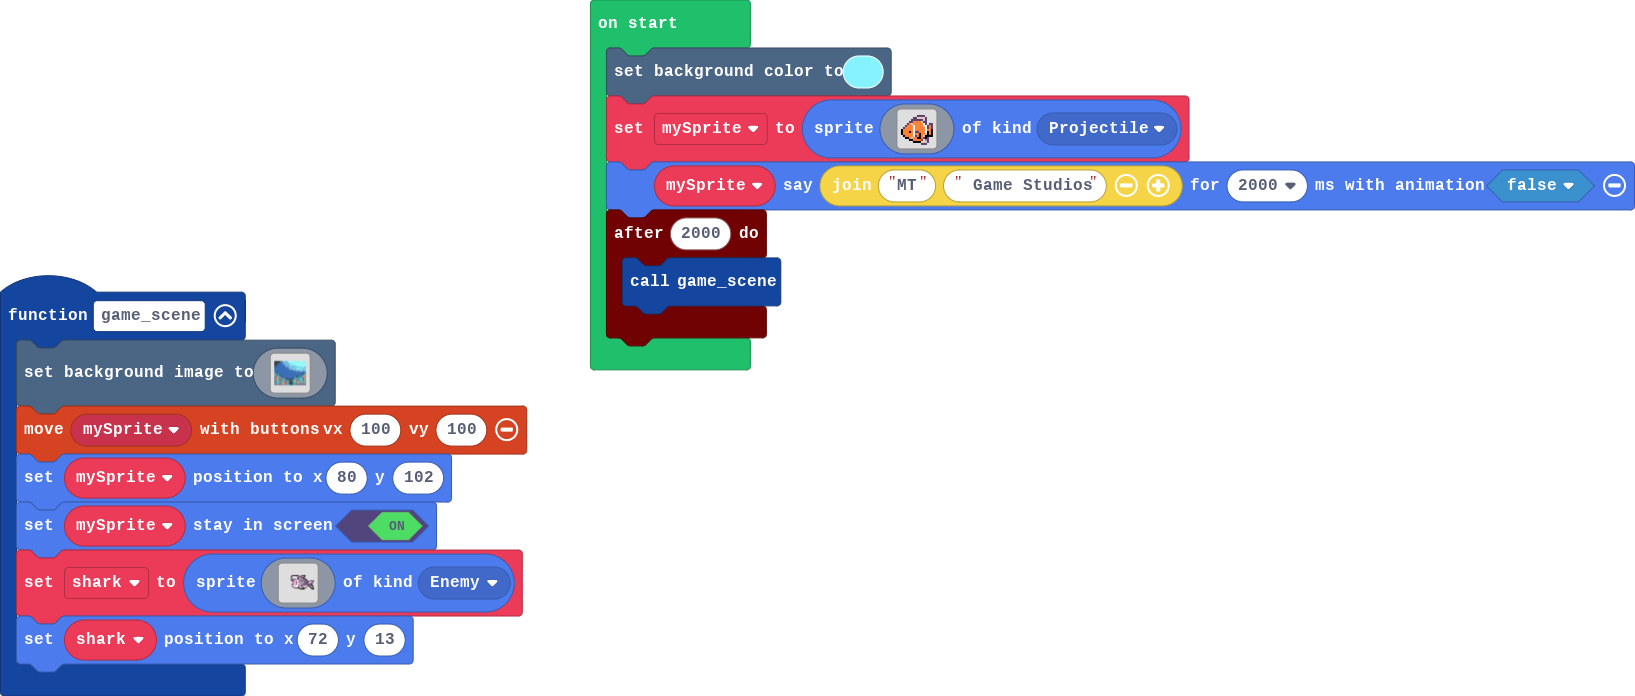 on start
set background color to
set mySprite to sprite of kind Projectile
mySprite say join "MT" " Game Studios" for 2000 ms with animation false
after 2000 do
call game_scene
function game_scene
set background image to
move mySprite with buttons vx 100 vy 100
set mySprite position to x 80 y 102
set mySprite stay in screen ON
set shark to sprite of kind Enemy
set shark position to x 72 y 13